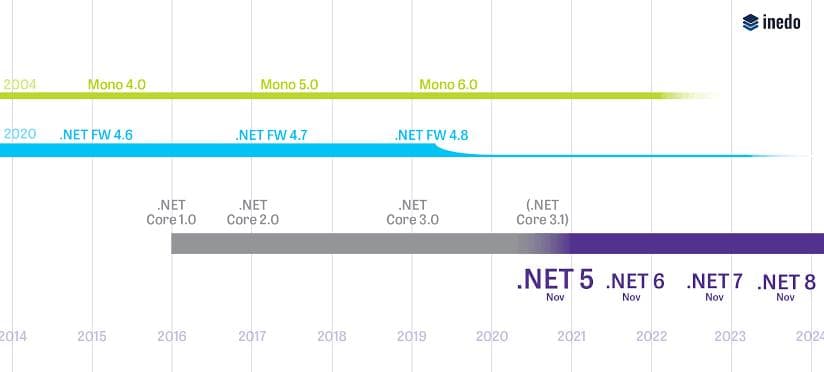 inedo
2004 Mono 4.0 Mono 5.0 Mono 6.0
2020 .NET FW 4.6 .NET FW 4.7 .NET FW 4.8
.NET .NET .NET (.NET
Core 1.0 Core 2.0 Core 3.0 Core 3.1)
.NET 5 .NET 6 .NET 7 .NET 8
Nov Nov Nov Nov
2014 2015 2016 2017 2018 2019 2020 2021 2022 2023 2024